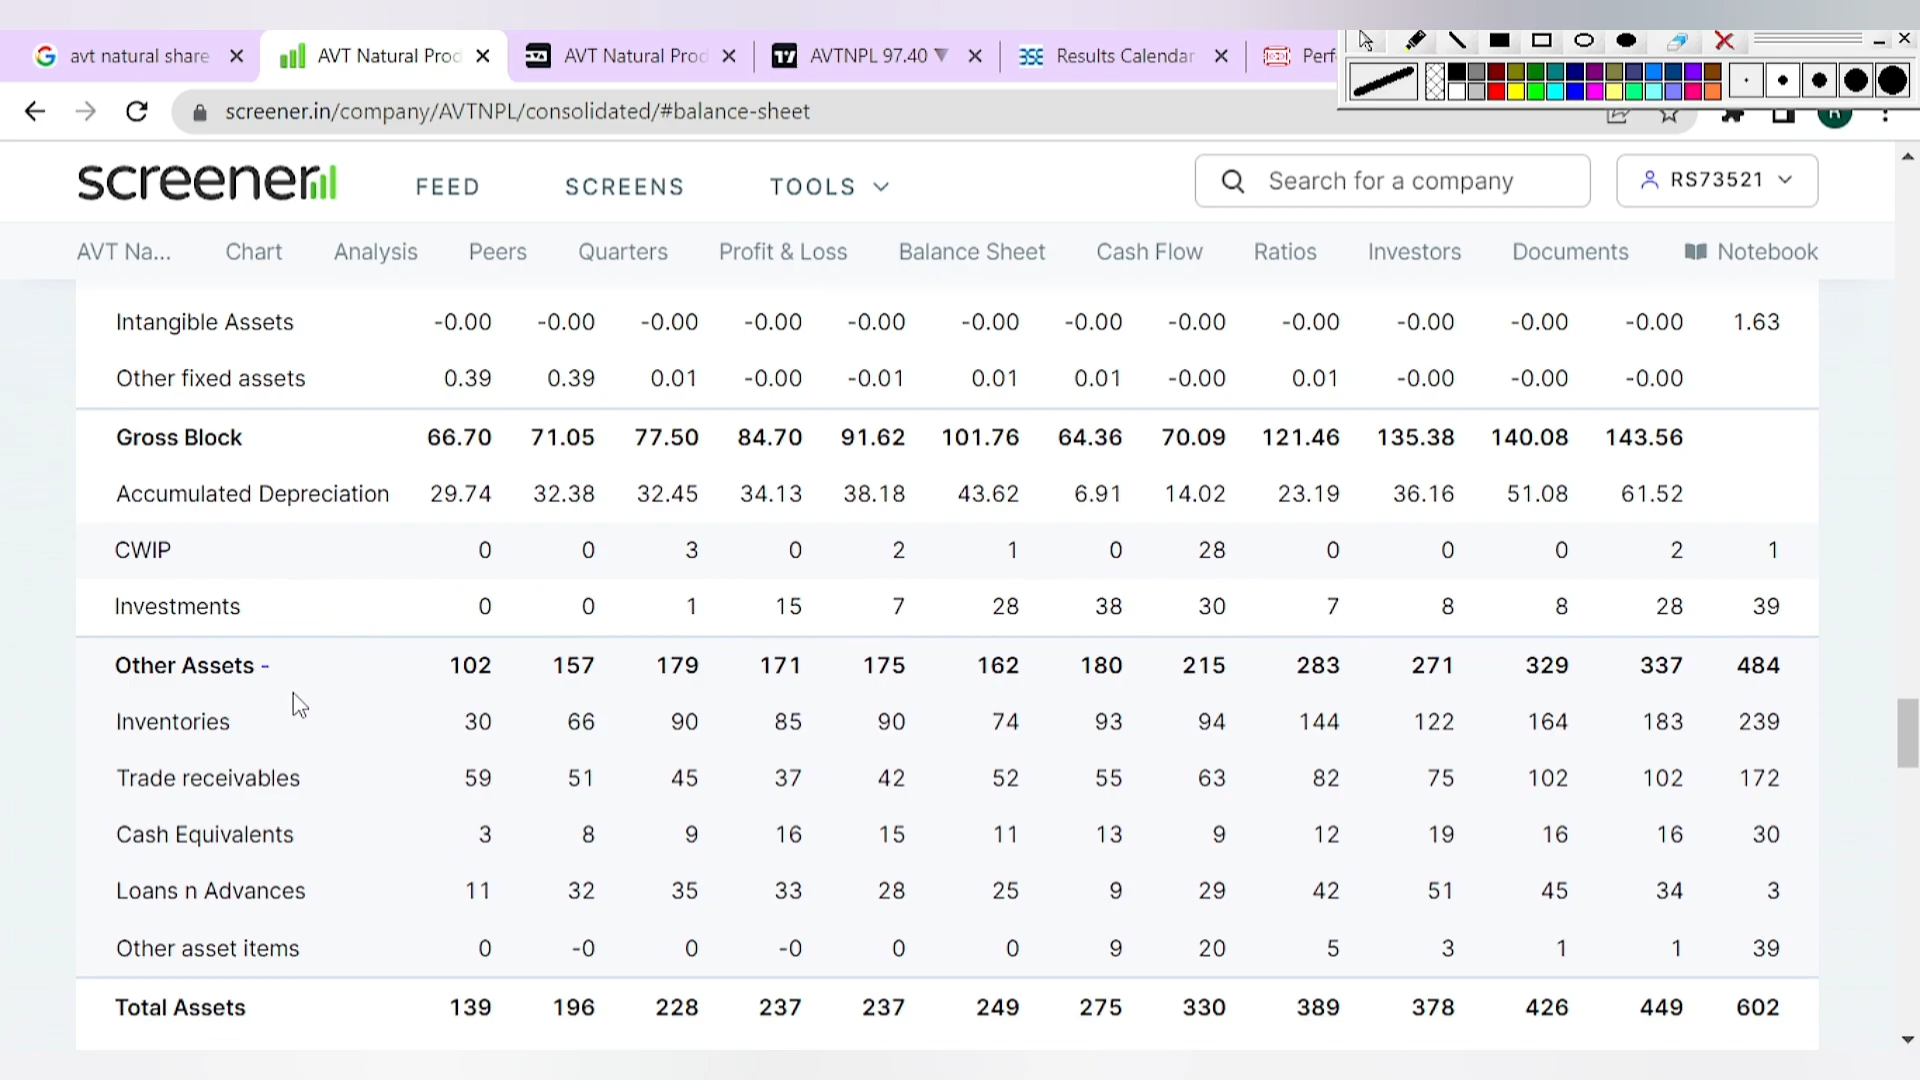 avt natural share
AVT Natural Prod
AVT Natural Prod
AVTNPL 97.40 ▼
Results Calendar
Perf
screener.in/company/AVTNPL/consolidated/#balance-sheet
screener
FEED SCREENS TOOLS
Search for a company
RS73521
AVT Na... Chart Analysis Peers Quarters Profit & Loss Balance Sheet Cash Flow Ratios Investors Documents Notebook
Intangible Assets -0.00 -0.00 -0.00 -0.00 -0.00 -0.00 -0.00 -0.00 -0.00 -0.00 -0.00 -0.00 1.63
Other fixed assets 0.39 0.39 0.01 -0.00 -0.01 0.01 0.01 -0.00 0.01 -0.00 -0.00 -0.00
Gross Block 66.70 71.05 77.50 84.70 91.62 101.76 64.36 70.09 121.46 135.38 140.08 143.56
Accumulated Depreciation 29.74 32.38 32.45 34.13 38.18 43.62 6.91 14.02 23.19 36.16 51.08 61.52
CWIP 0 0 3 0 2 1 0 28 0 0 0 2 1
Investments 0 0 1 15 7 28 38 30 7 8 8 28 39
Other Assets - 102 157 179 171 175 162 180 215 283 271 329 337 484
Inventories 30 66 90 85 90 74 93 94 144 122 164 183 239
Trade receivables 59 51 45 37 42 52 55 63 82 75 102 102 172
Cash Equivalents 3 8 9 16 15 11 13 9 12 19 16 16 30
Loans n Advances 11 32 35 33 28 25 9 29 42 51 45 34 3
Other asset items 0 -0 0 -0 0 0 9 20 5 3 1 1 39
Total Assets 139 196 228 237 237 249 275 330 389 378 426 449 602